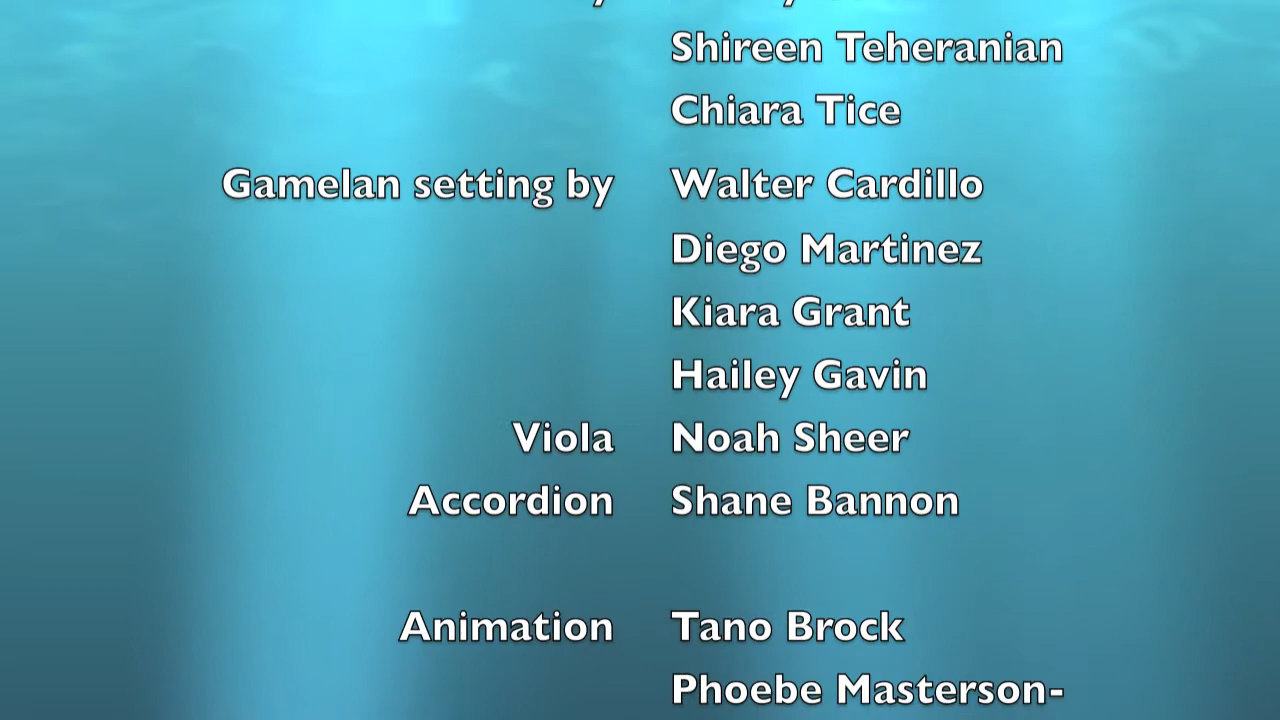 Shireen Teheranian
Chiara Tice
Gamelan setting by Walter Cardillo
Diego Martinez
Kiara Grant
Hailey Gavin
Viola Noah Sheer
Accordion Shane Bannon
Animation Tano Brock
Phoebe Masterson-